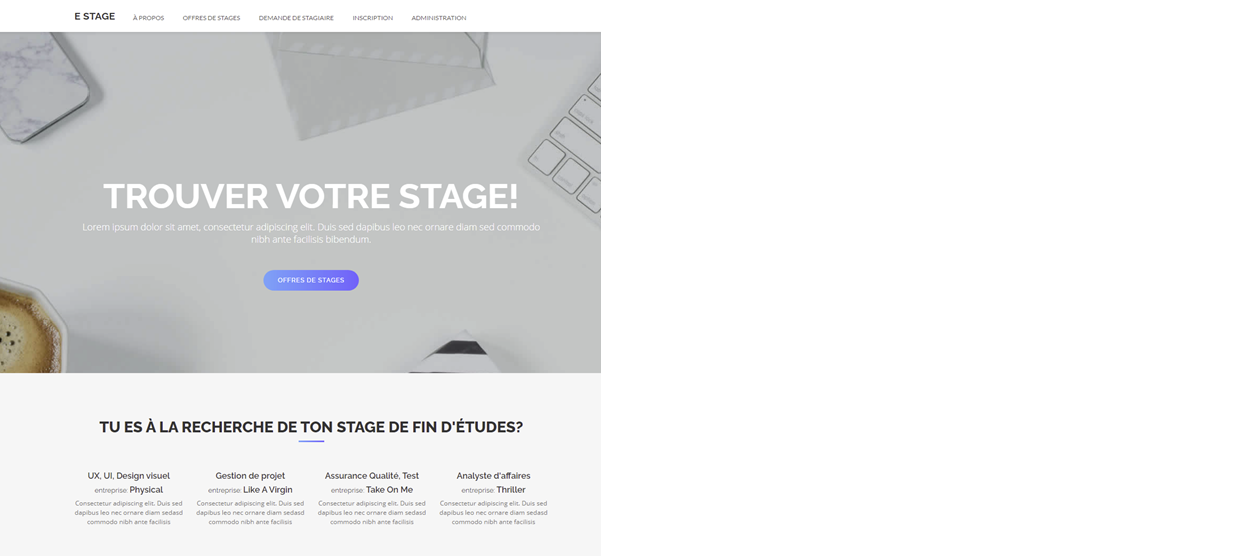 E STAGE À PROPOS OFFRES DE STAGES DEMANDE DE STAGIAIRE INSCRIPTION ADMINISTRATION
TROUVER VOTRE STAGE!
Lorem ipsum dolor sit amet, consectetur adipiscing elit. Duis sed dapibus leo nec ornare diam sed commodo
nibh ante facilisis bibendum.
OFFRES DE STAGES
TU ES À LA RECHERCHE DE TON STAGE DE FIN D'ÉTUDES?
UX, UI, Design visuel
entreprise: Physical
Consectetur adipiscing elit. Duis sed
dapibus leo nec ornare diam sedasd
commodo nibh ante facilisis
Gestion de projet
entreprise: Like A Virgin
Consectetur adipiscing elit. Duis sed
dapibus leo nec ornare diam sedasd
commodo nibh ante facilisis
Assurance Qualité, Test
entreprise: Take On Me
Consectetur adipiscing elit. Duis sed
dapibus leo nec ornare diam sedasd
commodo nibh ante facilisis
Analyste d'affaires
entreprise: Thriller
Consectetur adipiscing elit. Duis sed
dapibus leo nec ornare diam sedasd
commodo nibh ante facilisis